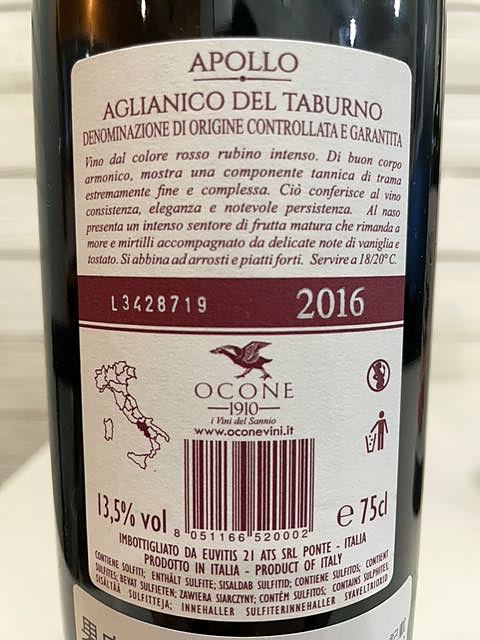 APOLLO
AGLIANICO DEL TABURNO
DENOMINAZIONE DI ORIGINE CONTROLLATA E GARANTITA
Vino dal colore rosso rubino intenso. Di buon corpo
armonico, mostra una componente tannica di trama
estremamente fine e complessa. Ciò conferisce al vino
consistenza, eleganza e notevole persistenza. Al naso
presenta un intenso sentore di frutta matura che rimanda a
more e mirtilli accompagnato da delicate note di vaniglia e
tostato. Si abbina ad arrosti e piatti forti. Servire a 18/20° C.
L3428719 2016
OCONE
1910
i Vini del Sannio
www.oconevini.it
13,5% vol
8 051166 520002
e 75cl
IMBOTTIGLIATO DA EUVITIS 21 ATS SRL PONTE - ITALIA
PRODOTTO IN ITALIA - PRODUCT OF ITALY
CONTIENE SOLFITI; ENTHÄLT SULFITE; SISALDAB SULFITID; CONTIENE SULFITOS; CONTIENT
SULFITES; BEVAT SULFIETEN; ZAWIERA SIARCZYNY; CONTÉM SULFITOS; CONTAINS SULPHITES,
SISÄLTÄÄ SULFIITTEJA; INNEHALLER SULFITERINNEHALLER SVAVELTRIOXID